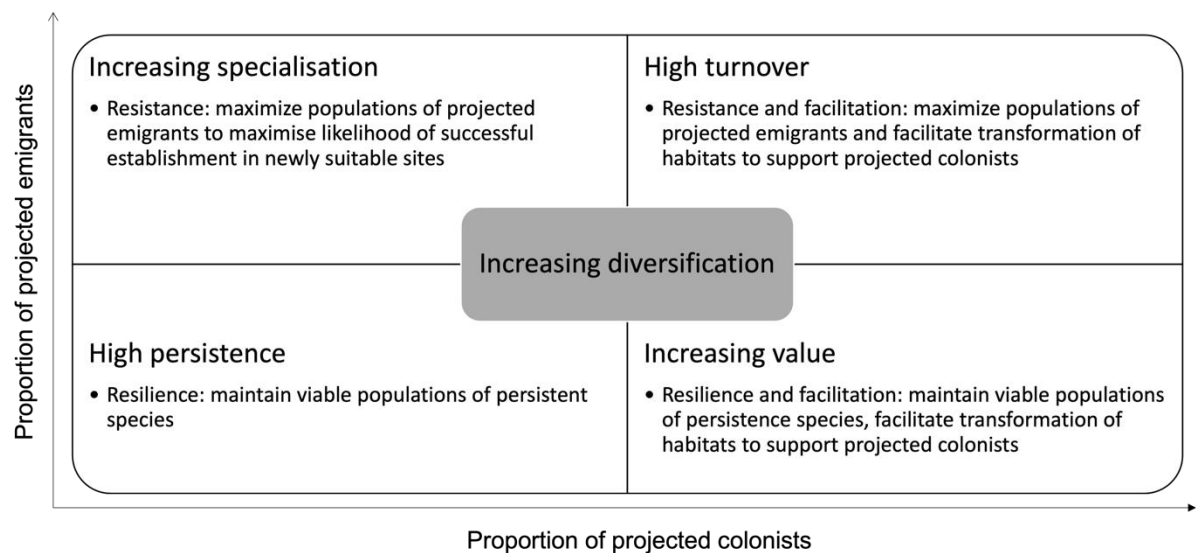 Proportion of projected emigrants
Increasing specialisation
• Resistance: maximize populations of projected
emigrants to maximise likelihood of successful
establishment in newly suitable sites
High turnover
• Resistance and facilitation: maximize populations of
projected emigrants and facilitate transformation of
habitats to support projected colonists
Increasing diversification
High persistence
• Resilience: maintain viable populations of persistent
species
Increasing value
• Resilience and facilitation: maintain viable populations
of persistence species, facilitate transformation of
habitats to support projected colonists
Proportion of projected colonists